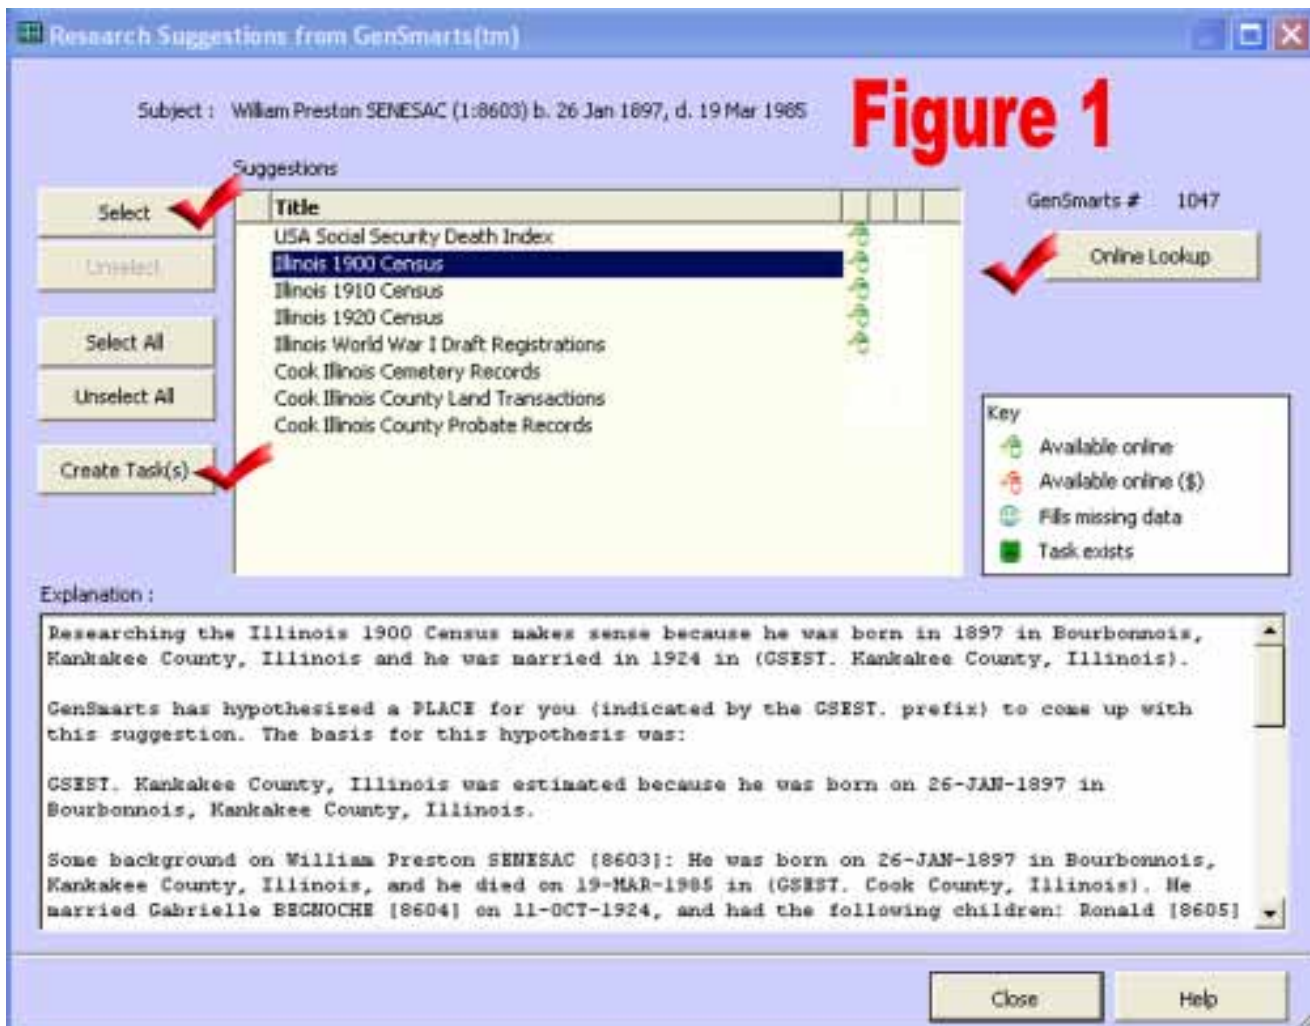 Research Suggestions from GenSmarts(tm)
Subject : William Preston SENESAC (1:8603) b. 26 Jan 1897, d. 19 Mar 1985
Figure 1
Suggestions
Select
Title
GenSmarts # 1047
USA Social Security Death Index
Unselect
Illinois 1900 Census
Online Lookup
Illinois 1910 Census
Illinois 1920 Census
Select All
Illinois World War I Draft Registrations
Cook Illinois Cemetery Records
Unselect All
Cook Illinois County Land Transactions
Cook Illinois County Probate Records
Key
Available online
Create Task(s)
Available online ($)
Fills missing data
Task exists
Explanation :
Researching the Illinois 1900 Census makes sense because he was born in 1897 in Bourbonnois,
Kankakee County, Illinois and he was married in 1924 in (GSEST. Kankakee County, Illinois).
GenSmarts has hypothesized a PLACE for you (indicated by the GSEST. prefix) to come up with
this suggestion. The basis for this hypothesis was:
GSEST. Kankakee County, Illinois was estimated because he was born on 26-JAN-1897 in
Bourbonnois, Kankakee County, Illinois.
Some background on William Preston SENESAC [8603]: He was born on 26-JAN-1897 in Bourbonnois,
Kankakee County, Illinois, and he died on 19-MAR-1985 in (GSEST. Cook County, Illinois). He
married Gabrielle BEGNOCHE [8604] on 11-OCT-1924, and had the following children: Ronald [8605]
Close
Help